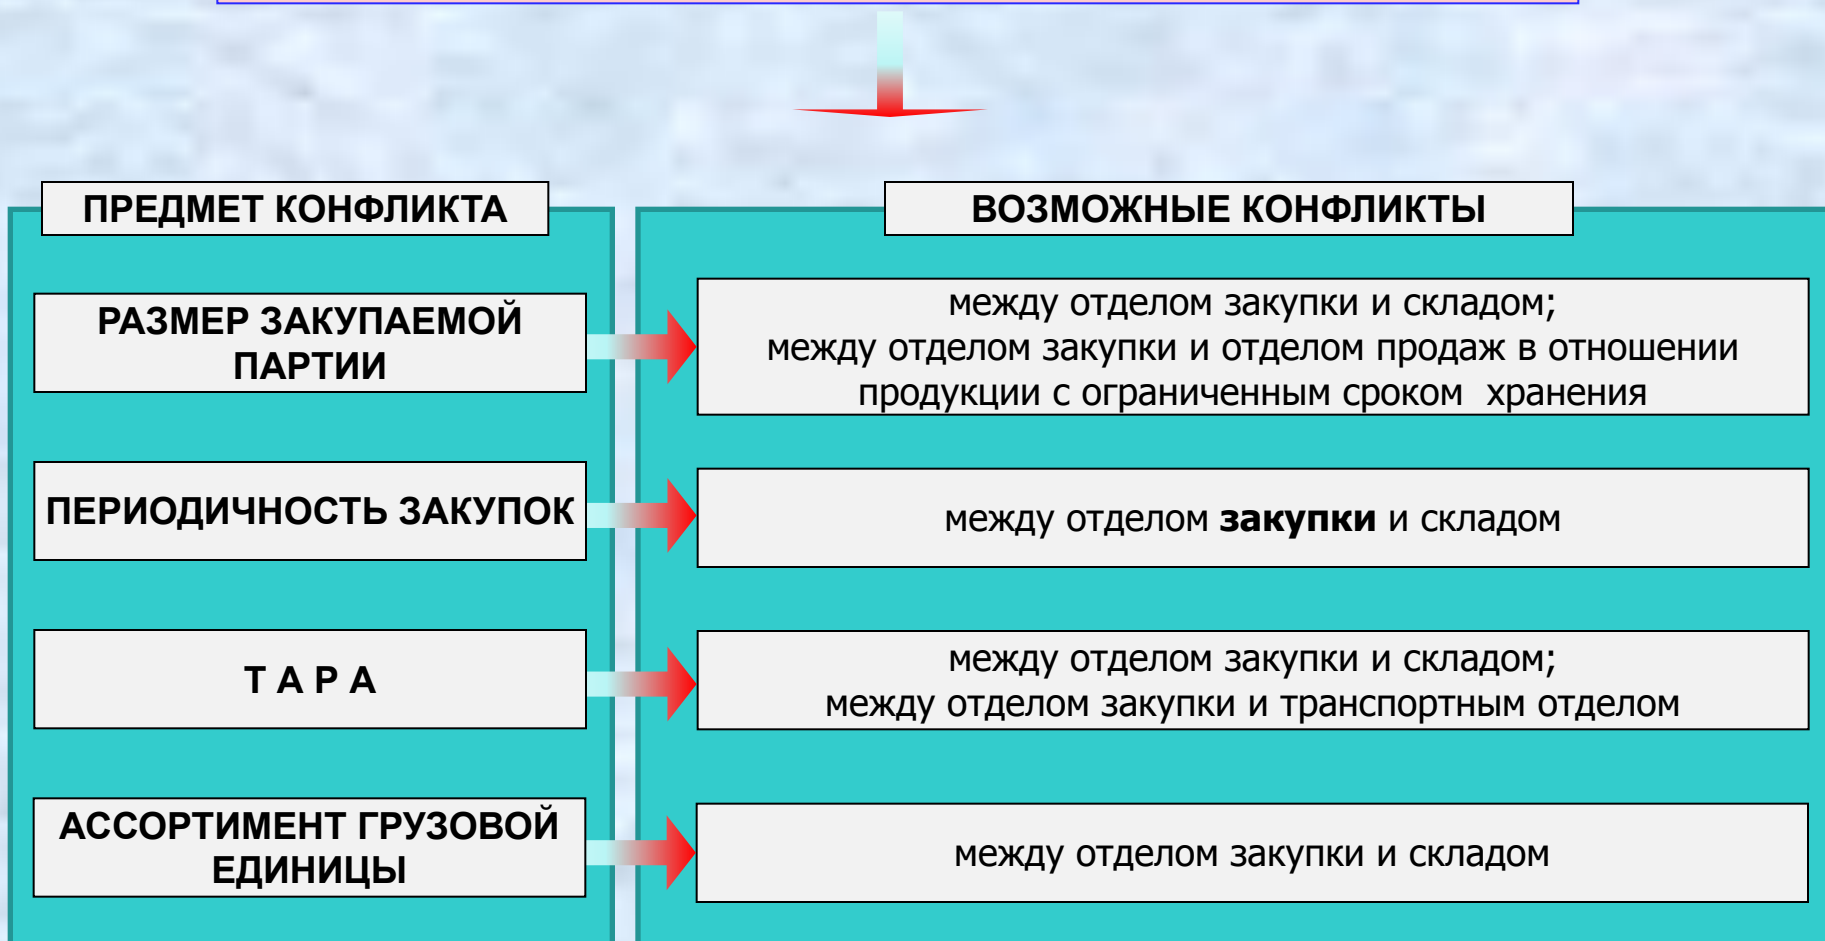 ПРЕДМЕТ КОНФЛИКТА
ВОЗМОЖНЫЕ КОНФЛИКТЫ
РАЗМЕР ЗАКУПАЕМОЙ
ПАРТИИ
между отделом закупки и складом;
между отделом закупки и отделом продаж в отношении
продукции с ограниченным сроком хранения
ПЕРИОДИЧНОСТЬ ЗАКУПОК
между отделом закупки и складом
Т А Р А
между отделом закупки и складом;
между отделом закупки и транспортным отделом
АССОРТИМЕНТ ГРУЗОВОЙ
ЕДИНИЦЫ
между отделом закупки и складом